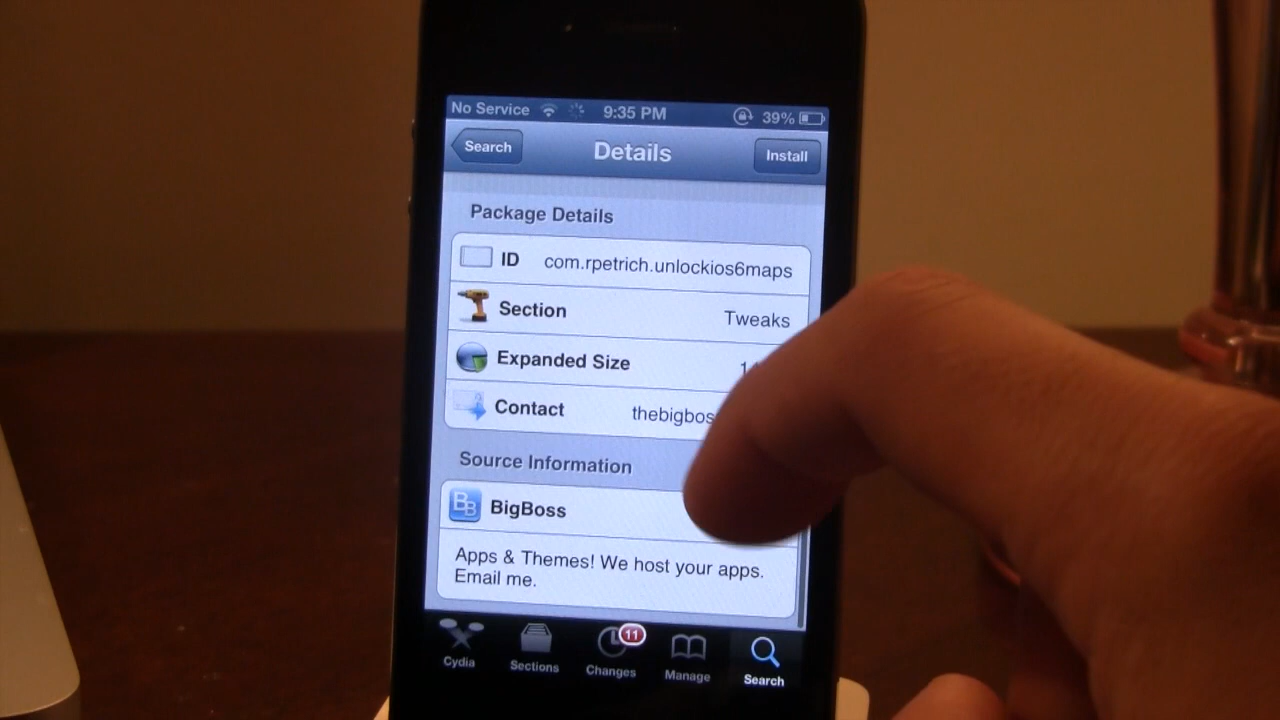 No Service 9:35 PM 39%
Search Details Install
Package Details
ID com.rpetrich.unlockios6maps
Section Tweaks
Expanded Size
Contact
Source Information
BB BigBoss
Apps & Themes! We host your apps.
Email me.
11
Cydia Sections Changes Manage Search